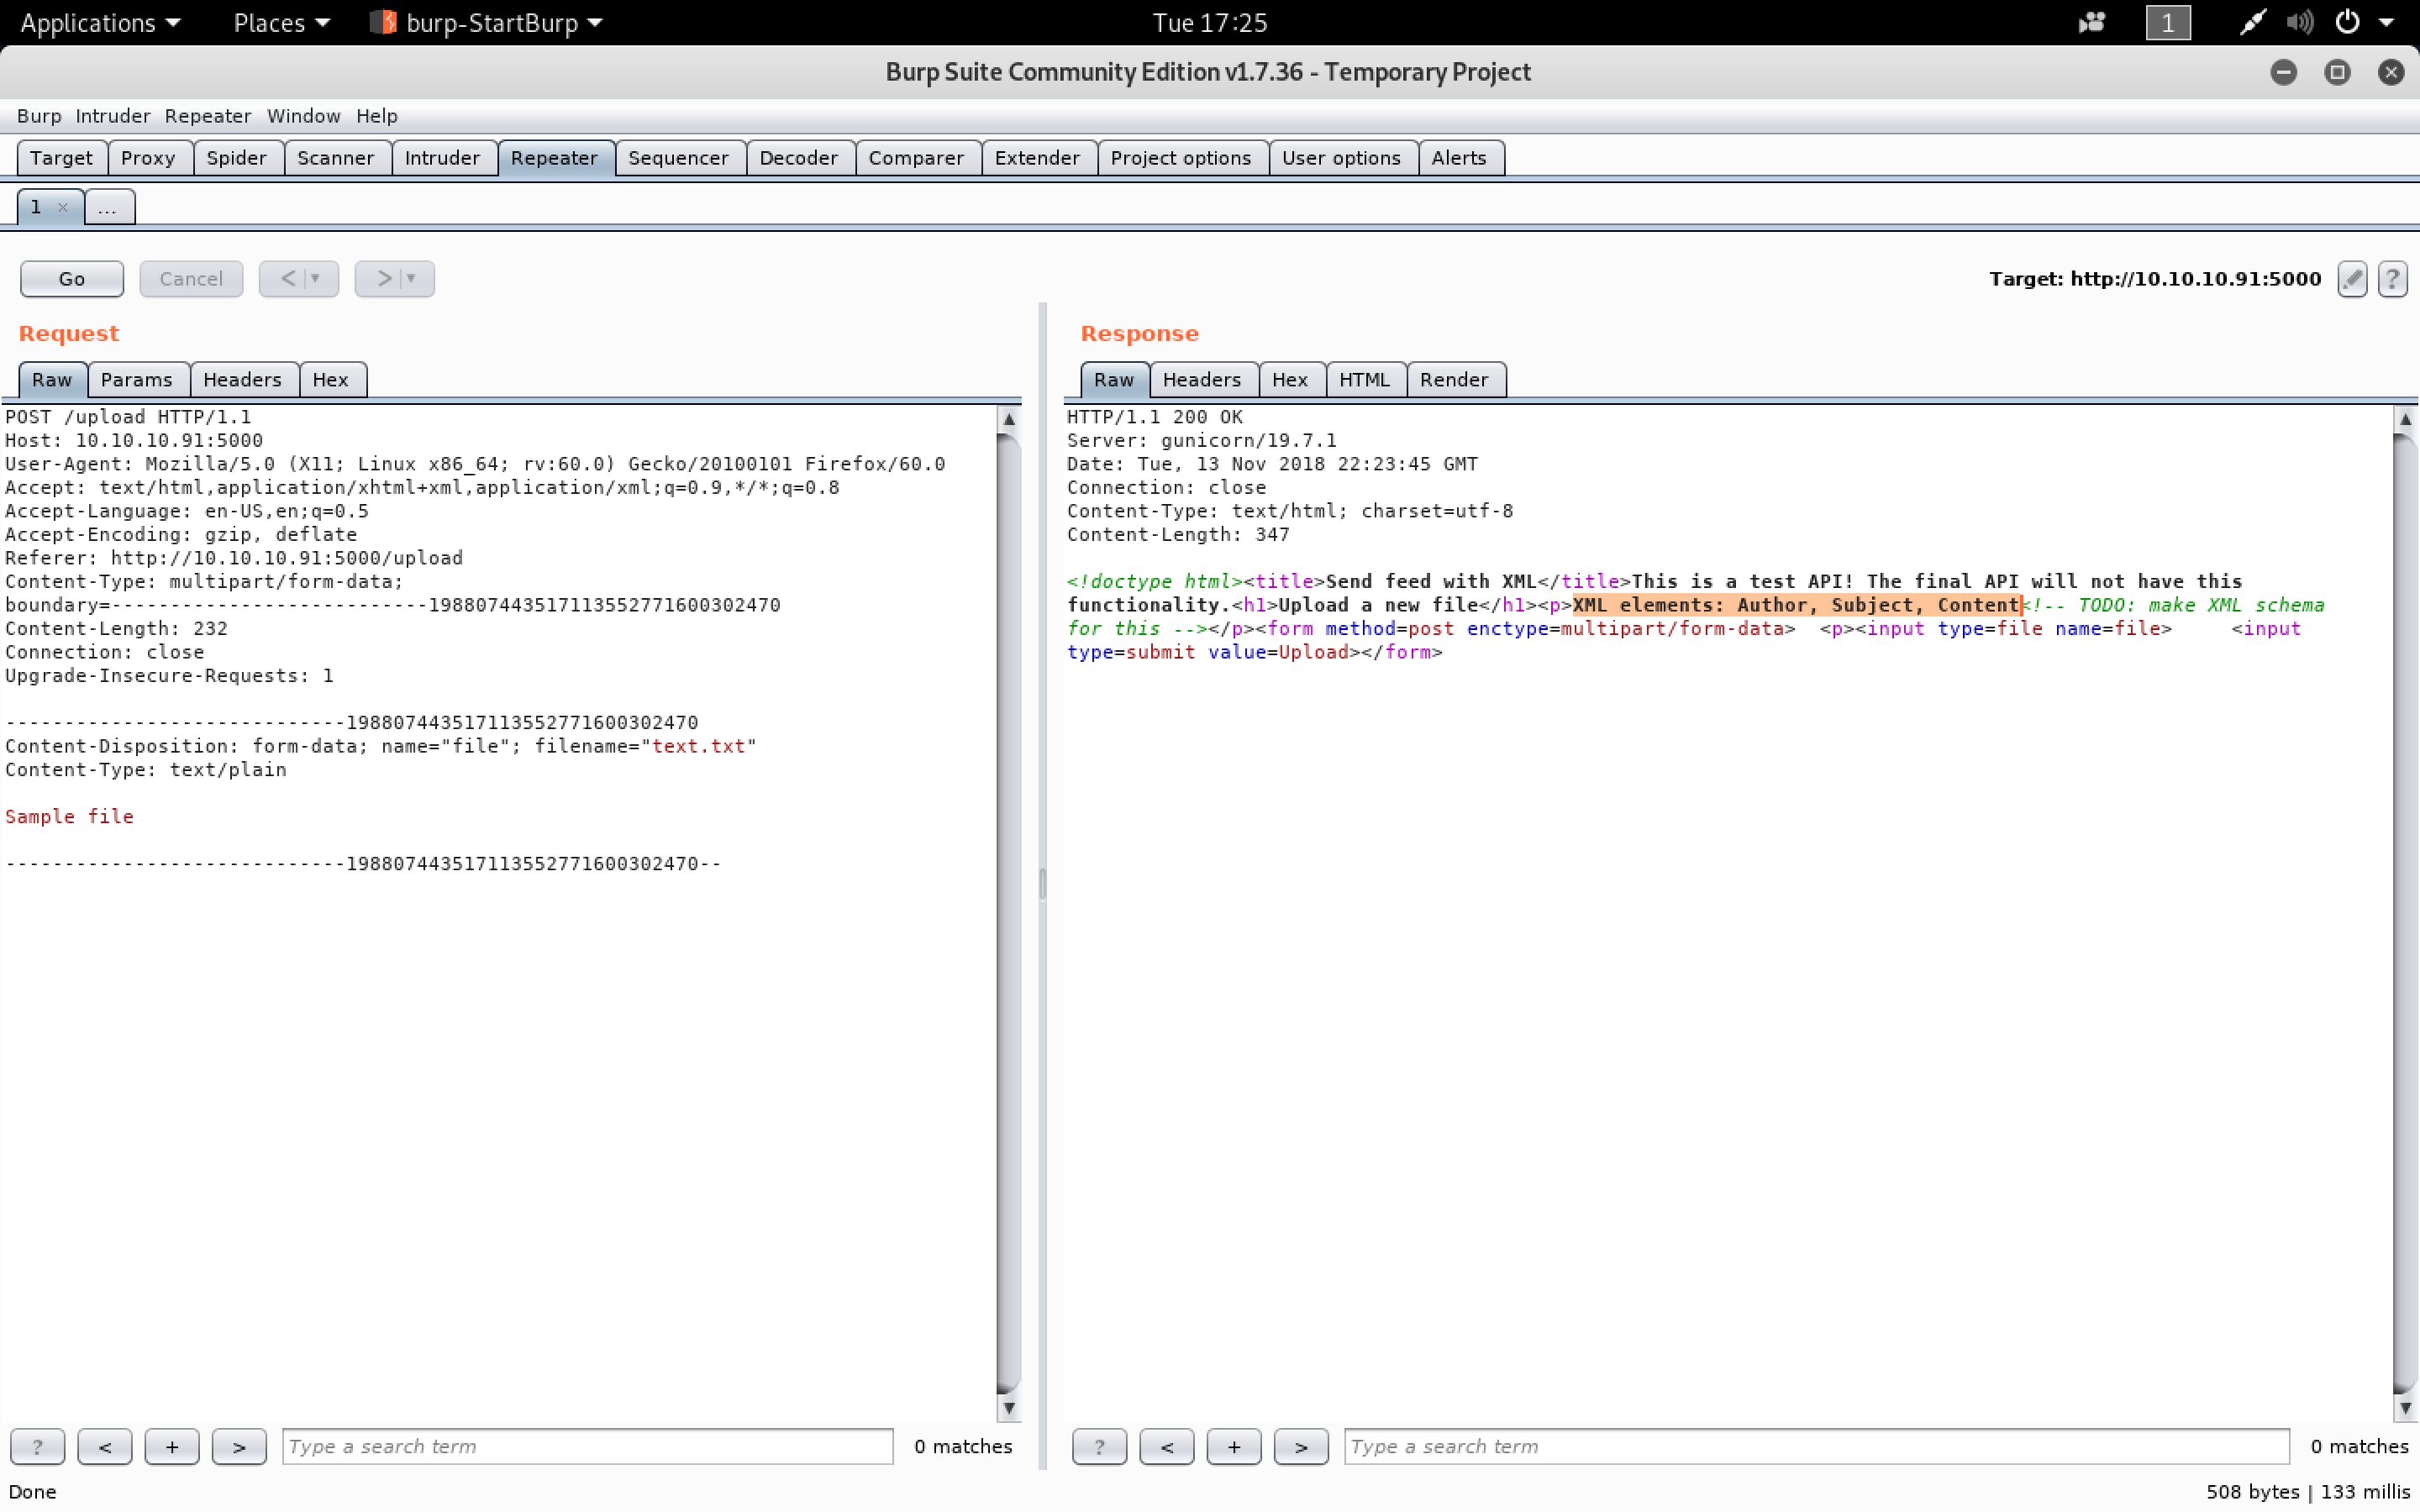 Applications Places burp-StartBurp Tue 17:25 1
Burp Suite Community Edition v1.7.36 - Temporary Project
Burp Intruder Repeater Window Help
Target Proxy Spider Scanner Intruder Repeater Sequencer Decoder Comparer Extender Project options User options Alerts
1 × ...
Go Cancel < > Target: http://10.10.10.91:5000 ?
Request
Raw Params Headers Hex
POST /upload HTTP/1.1
Host: 10.10.10.91:5000
User-Agent: Mozilla/5.0 (X11; Linux x86_64; rv:60.0) Gecko/20100101 Firefox/60.0
Accept: text/html,application/xhtml+xml,application/xml;q=0.9,*/*;q=0.8
Accept-Language: en-US,en;q=0.5
Accept-Encoding: gzip, deflate
Referer: http://10.10.10.91:5000/upload
Content-Type: multipart/form-data;
boundary=---------------------------1988074435171135527716003024​70
Content-Length: 232
Connection: close
Upgrade-Insecure-Requests: 1
-----------------------------198807443517113552771600302470
Content-Disposition: form-data; name="file"; filename="text.txt"
Content-Type: text/plain
Sample file
-----------------------------198807443517113552771600302470--
? < + > Type a search term 0 matches
Response
Raw Headers Hex HTML Render
HTTP/1.1 200 OK
Server: gunicorn/19.7.1
Date: Tue, 13 Nov 2018 22:23:45 GMT
Connection: close
Content-Type: text/html; charset=utf-8
Content-Length: 347
<!doctype html><title>Send feed with XML</title>This is a test API! The final API will not have this
functionality.<h1>Upload a new file</h1><p>XML elements: Author, Subject, Content<!-- TODO: make XML schema
for this --></p><form method=post enctype=multipart/form-data> <p><input type=file name=file> <input
type=submit value=Upload></form>
? < + > Type a search term 0 matches
Done 508 bytes | 133 millis